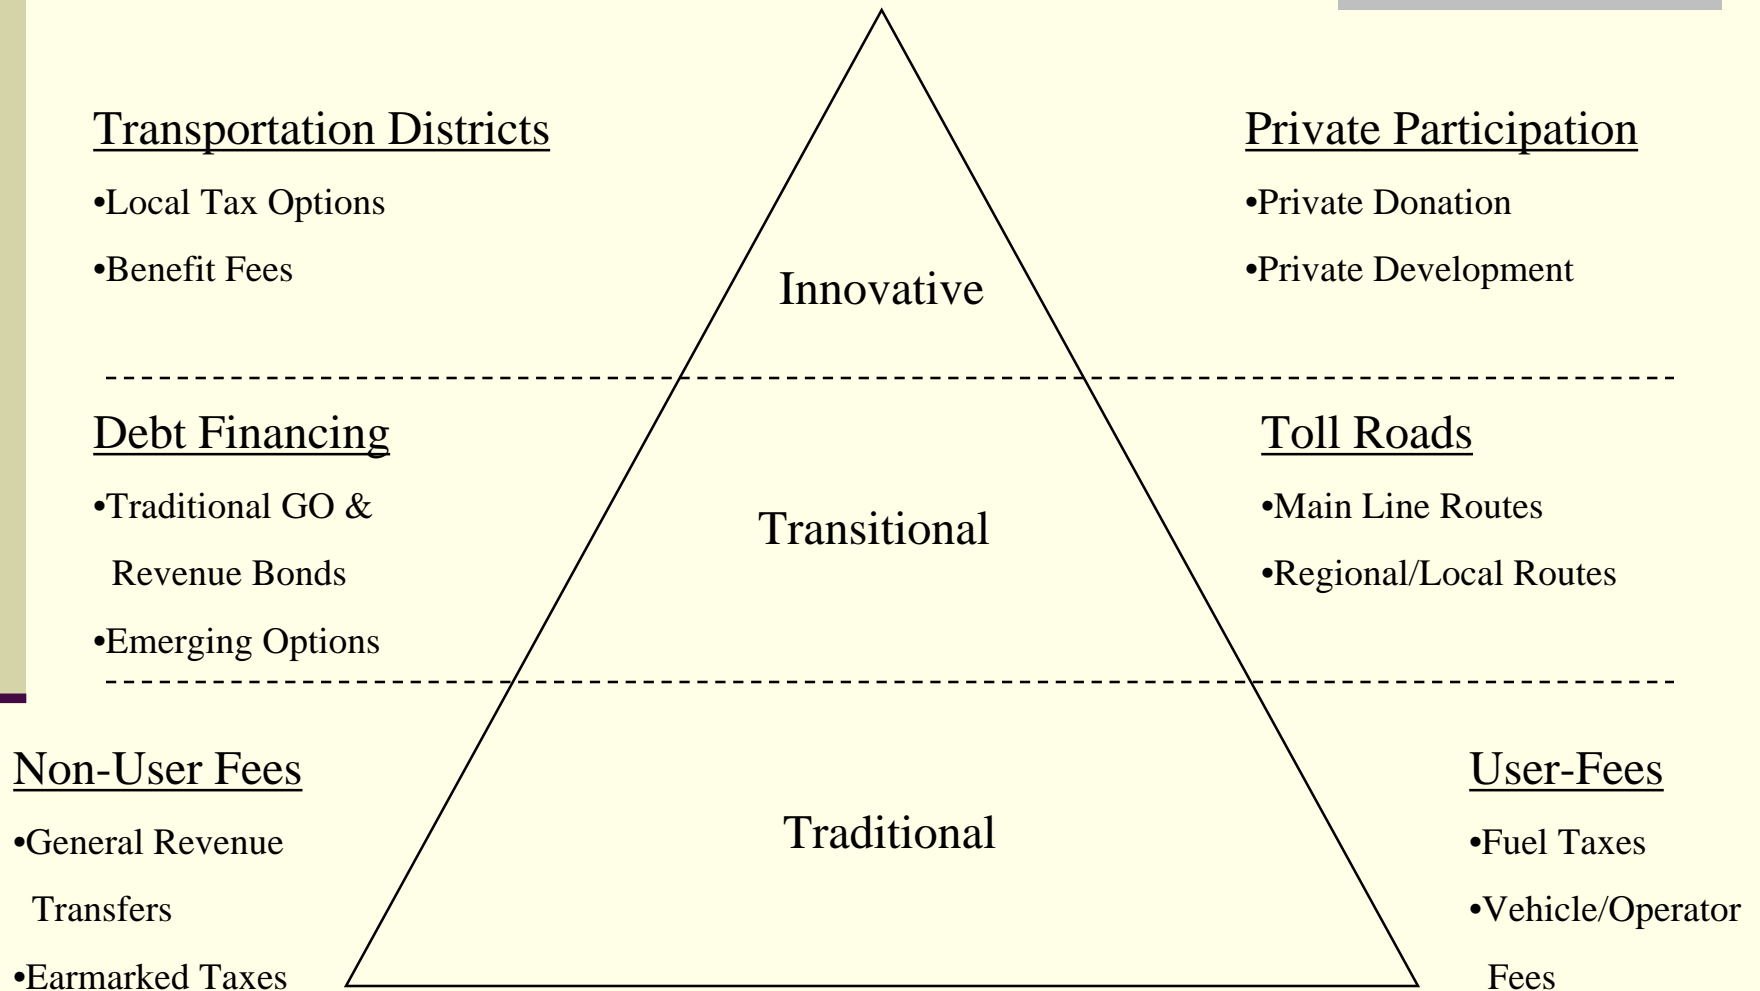 Transportation Districts
•Local Tax Options
•Benefit Fees
Private Participation
•Private Donation
•Private Development
Innovative
Debt Financing
•Traditional GO &
Revenue Bonds
•Emerging Options
Transitional
Toll Roads
•Main Line Routes
•Regional/Local Routes
Non-User Fees
•General Revenue
Transfers
•Earmarked Taxes
Traditional
User-Fees
•Fuel Taxes
•Vehicle/Operator
Fees